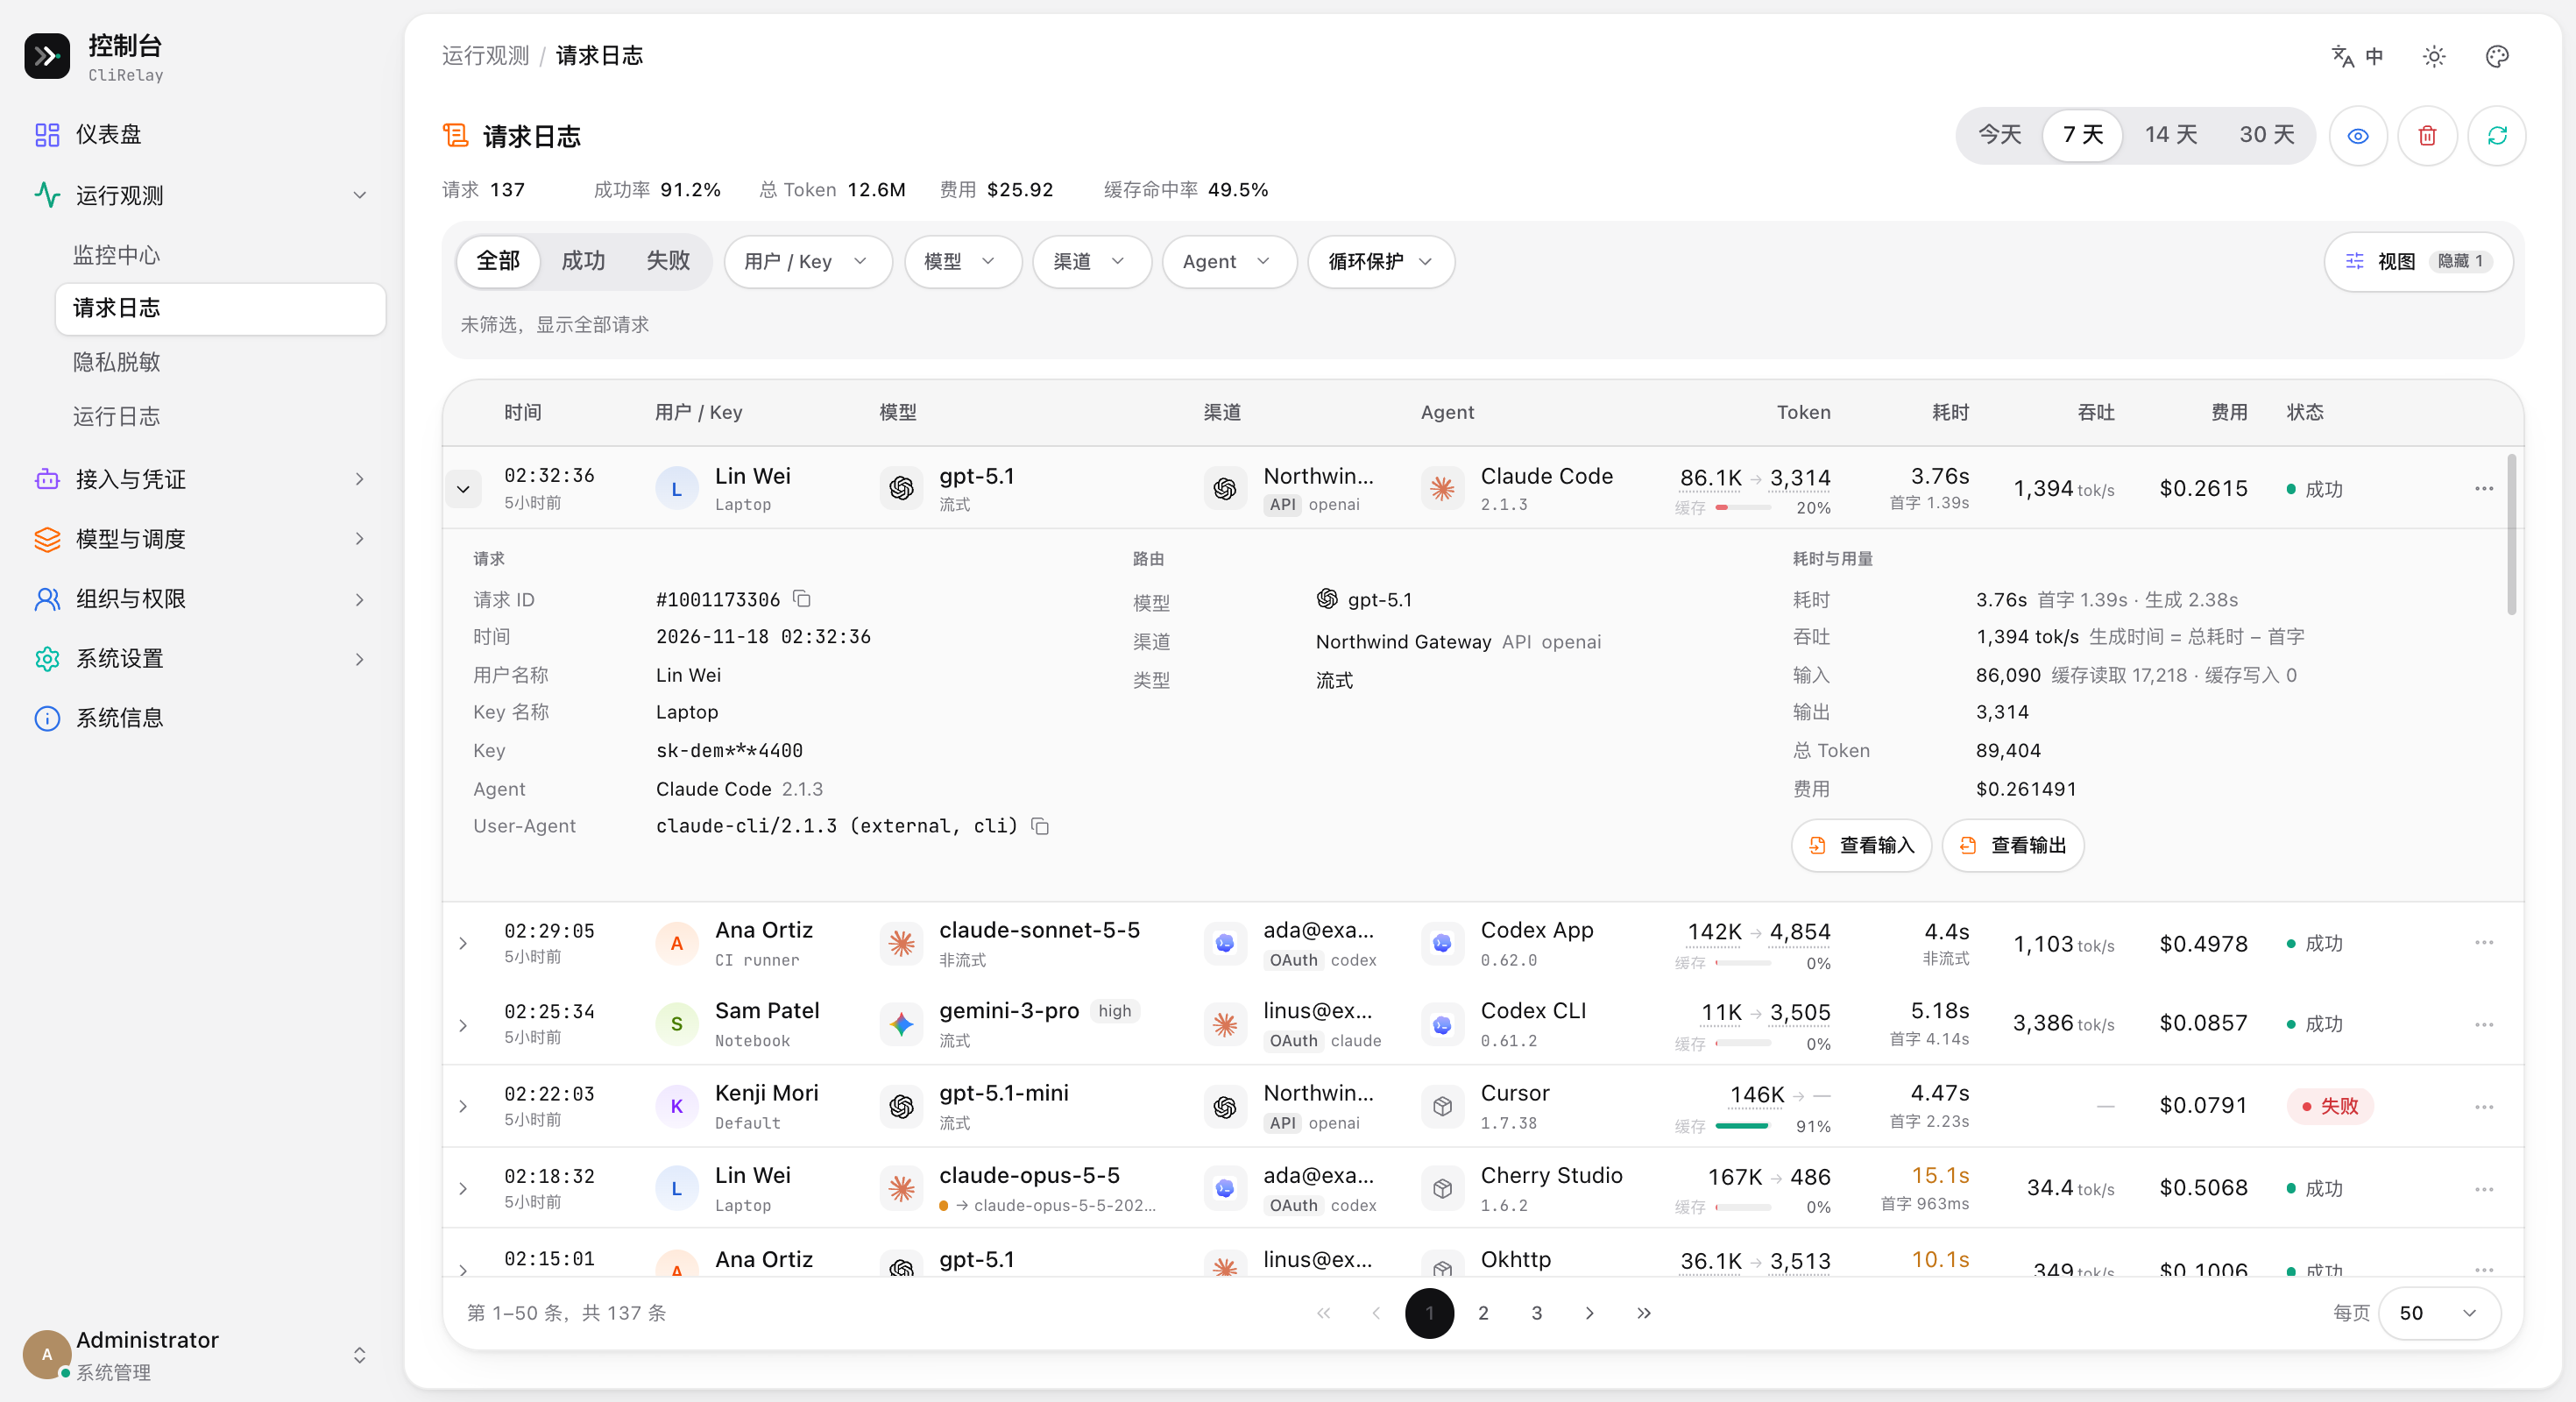 控制台
CliRelay
仪表盘
运行观测
监控中心
请求日志
隐私脱敏
运行日志
接入与凭证
模型与调度
组织与权限
系统设置
系统信息
A
Administrator
系统管理
运行观测 / 请求日志
中
请求日志
今天 7 天 14 天 30 天
请求 137 成功率 91.2% 总 Token 12.6M 费用 $25.92 缓存命中率 49.5%
全部 成功 失败 用户 / Key 模型 渠道 Agent 循环保护 视图 隐藏 1
未筛选，显示全部请求
时间 用户 / Key 模型 渠道 Agent Token 耗时 吞吐 费用 状态
02:32:36 L Lin Wei gpt-5.1 Northwin... Claude Code 86.1K → 3,314 3.76s 1,394 tok/s $0.2615 成功 ···
5小时前 Laptop 流式 API openai 2.1.3 缓存 20% 首字 1.39s
请求
请求 ID #1001173306
时间 2026-11-18 02:32:36
用户名称 Lin Wei
Key 名称 Laptop
Key sk-dem***4400
Agent Claude Code 2.1.3
User-Agent claude-cli/2.1.3 (external, cli)
路由
模型 gpt-5.1
渠道 Northwind Gateway API openai
类型 流式
耗时与用量
耗时 3.76s 首字 1.39s · 生成 2.38s
吞吐 1,394 tok/s 生成时间 = 总耗时 − 首字
输入 86,090 缓存读取 17,218 · 缓存写入 0
输出 3,314
总 Token 89,404
费用 $0.261491
查看输入 查看输出
02:29:05 A Ana Ortiz claude-sonnet-5-5 ada@exa... Codex App 142K → 4,854 4.4s 1,103 tok/s $0.4978 成功 ···
5小时前 CI runner 非流式 OAuth codex 0.62.0 缓存 0% 非流式
02:25:34 S Sam Patel gemini-3-pro high linus@ex... Codex CLI 11K → 3,505 5.18s 3,386 tok/s $0.0857 成功 ···
5小时前 Notebook 流式 OAuth claude 0.61.2 缓存 0% 首字 4.14s
02:22:03 K Kenji Mori gpt-5.1-mini Northwin... Cursor 146K → — 4.47s — $0.0791 失败 ···
5小时前 Default 流式 API openai 1.7.38 缓存 91% 首字 2.23s
02:18:32 L Lin Wei claude-opus-5-5 ada@exa... Cherry Studio 167K → 486 15.1s 34.4 tok/s $0.5068 成功 ···
5小时前 Laptop → claude-opus-5-5-202... OAuth codex 1.6.2 缓存 0% 首字 963ms
02:15:01 A Ana Ortiz gpt-5.1 linus@ex... Okhttp 36.1K → 3,513 10.1s 349 tok/s $0.1006 成功 ···
第 1–50 条，共 137 条 « ‹ 1 2 3 › » 每页 50